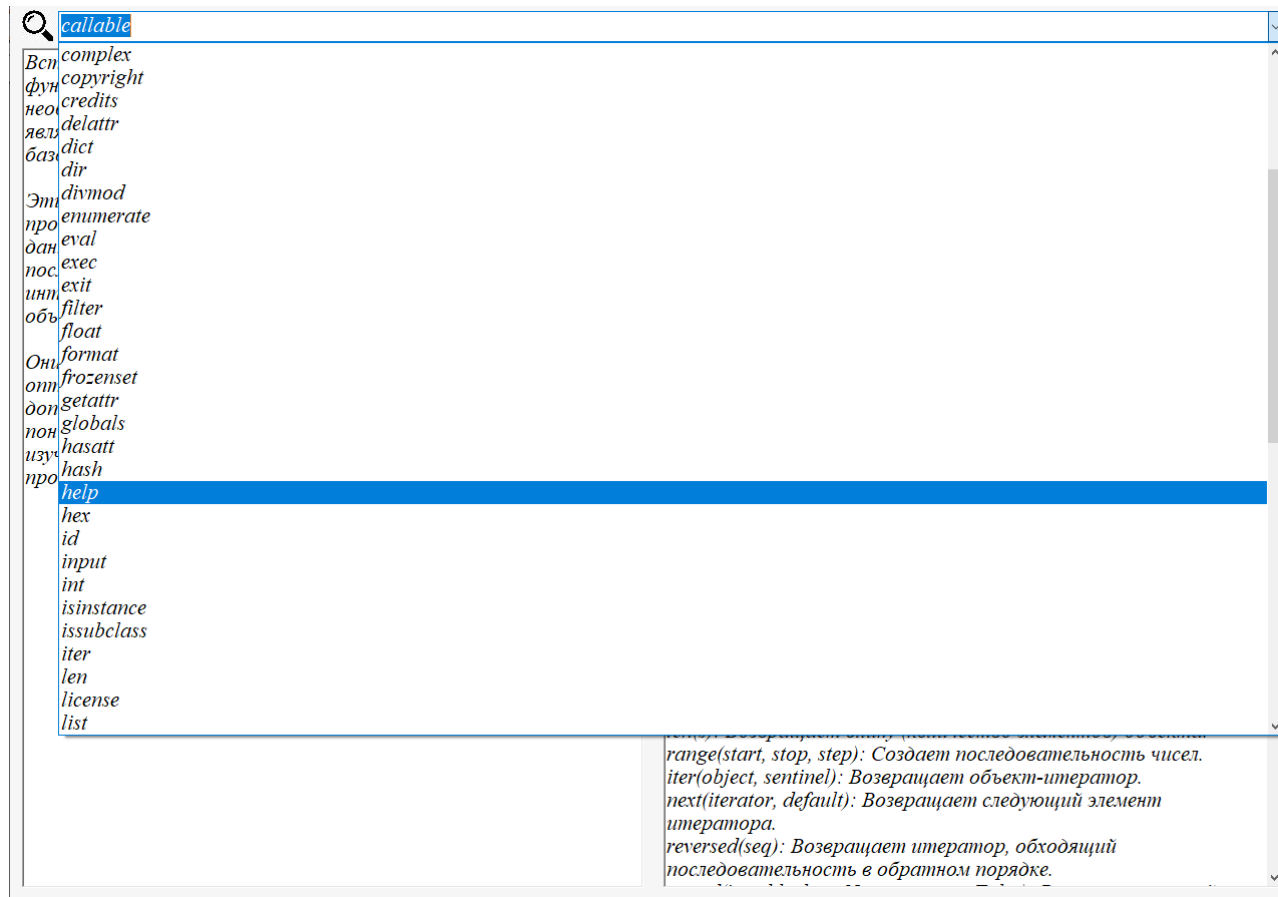 callable
complex
copyright
credits
delattr
dict
dir
divmod
enumerate
eval
exec
exit
filter
float
format
frozenset
getattr
globals
hasatt
hash
help
hex
id
input
int
isinstance
issubclass
iter
len
license
list
range(start, stop, step): Создает последовательность чисел.
iter(object, sentinel): Возвращает объект-итератор.
next(iterator, default): Возвращает следующий элемент
итератора.
reversed(seq): Возвращает итератор, обходящий
последовательность в обратном порядке.